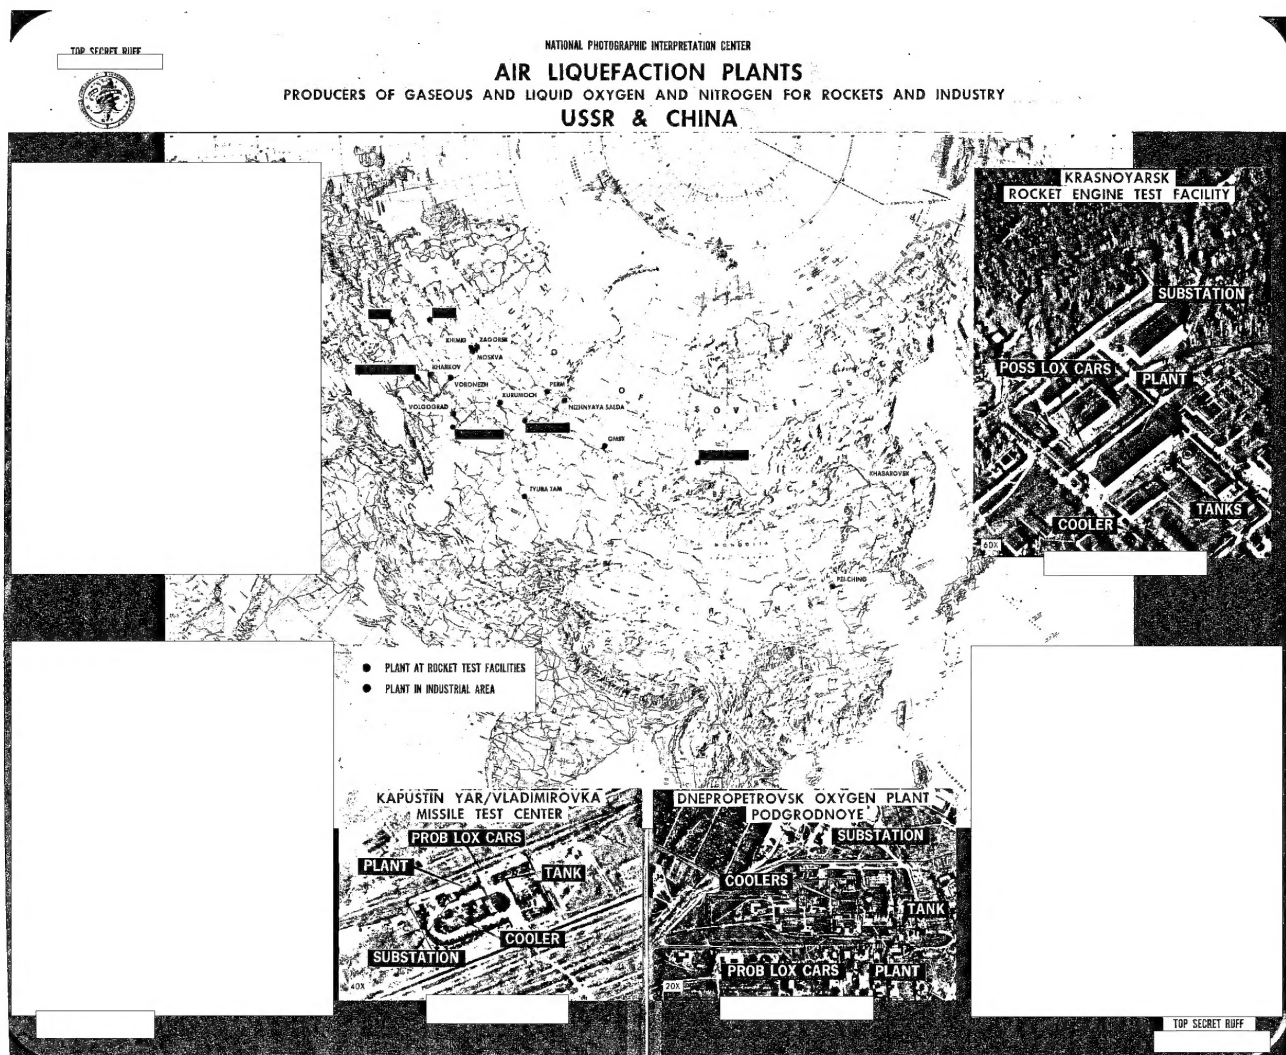 TOP SECRET RUFF
NATIONAL PHOTOGRAPHIC INTERPRETATION CENTER
AIR LIQUEFACTION PLANTS
PRODUCERS OF GASEOUS AND LIQUID OXYGEN AND NITROGEN FOR ROCKETS AND INDUSTRY
USSR & CHINA
KRASNOYARSK
ROCKET ENGINE TEST FACILITY
SUBSTATION
POSS LOX CARS
PLANT
COOLER
TANKS
60X
KHIMKI
ZAGORSK
MOSKVA
KHARKOV
VORONEZH
KURUMOCH
PERM
NIZHNYAYA SALDA
VOLGOGRAD
OMSK
TYURA TAM
KHABAROVSK
PEI-CHING
SOVIET
MONGOLIA
PLANT AT ROCKET TEST FACILITIES
PLANT IN INDUSTRIAL AREA
KAPUSTIN YAR/VLADIMIROVKA
MISSILE TEST CENTER
PROB LOX CARS
PLANT
TANK
COOLER
SUBSTATION
40X
DNEPROPETROVSK OXYGEN PLANT
PODGRODNOYE
SUBSTATION
COOLERS
TANK
PROB LOX CARS
PLANT
20X
TOP SECRET RUFF